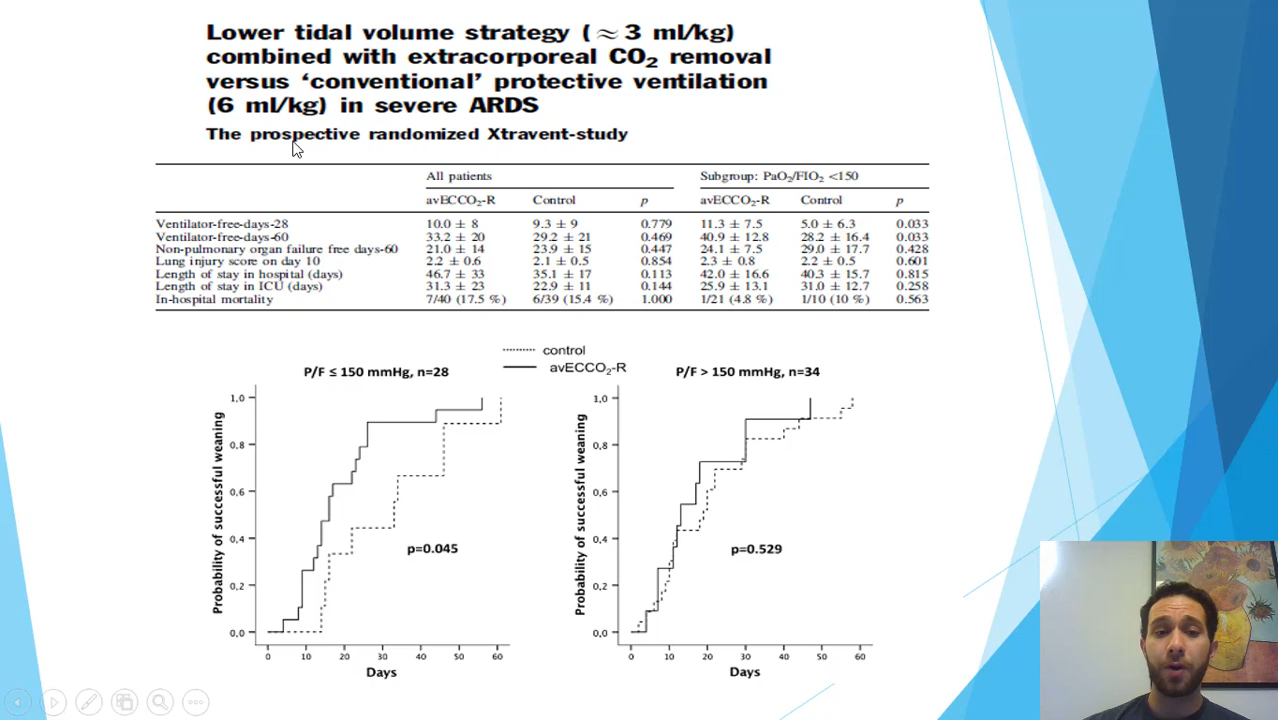 Lower tidal volume strategy (≈3 ml/kg)
combined with extracorporeal CO₂ removal
versus ‘conventional’ protective ventilation
(6 ml/kg) in severe ARDS
The prospective randomized Xtravent-study
All patients Subgroup: PaO₂/FIO₂ <150
avECCO₂-R Control p avECCO₂-R Control p
Ventilator-free-days-28 10.0 ± 8 9.3 ± 9 0.779 11.3 ± 7.5 5.0 ± 6.3 0.033
Ventilator-free-days-60 33.2 ± 20 29.2 ± 21 0.469 40.9 ± 12.8 28.2 ± 16.4 0.033
Non-pulmonary organ failure free days-60 21.0 ± 14 23.9 ± 15 0.447 24.1 ± 7.5 29.0 ± 17.7 0.428
Lung injury score on day 10 2.2 ± 0.6 2.1 ± 0.5 0.854 2.3 ± 0.8 2.2 ± 0.5 0.601
Length of stay in hospital (days) 46.7 ± 33 35.1 ± 17 0.113 42.0 ± 16.6 40.3 ± 15.7 0.815
Length of stay in ICU (days) 31.3 ± 23 22.9 ± 11 0.144 25.9 ± 13.1 31.0 ± 12.7 0.258
In-hospital mortality 7/40 (17.5 %) 6/39 (15.4 %) 1.000 1/21 (4.8 %) 1/10 (10 %) 0.563
control
avECCO₂-R
P/F ≤ 150 mmHg, n=28
1,0
0,8
0,6
0,4
0,2
0,0
Probability of successful weaning
p=0.045
0 10 20 30 40 50 60
Days
P/F > 150 mmHg, n=34
1,0
0,8
0,6
0,4
0,2
0,0
Probability of successful weaning
p=0.529
0 10 20 30 40 50 60
Days